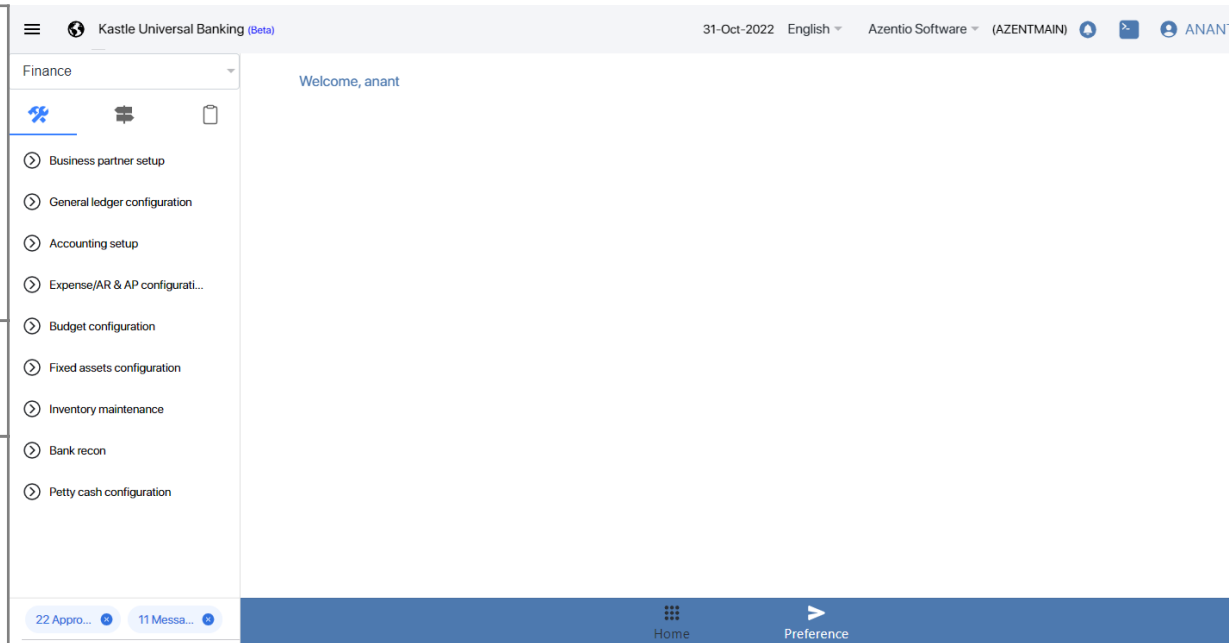 Kastle Universal Banking (Beta)
31-Oct-2022 English Azentio Software (AZENTMAIN) ANANT
Finance
Welcome, anant
Business partner setup
General ledger configuration
Accounting setup
Expense/AR & AP configurati...
Budget configuration
Fixed assets configuration
Inventory maintenance
Bank recon
Petty cash configuration
22 Appro... 11 Messa...
Home Preference